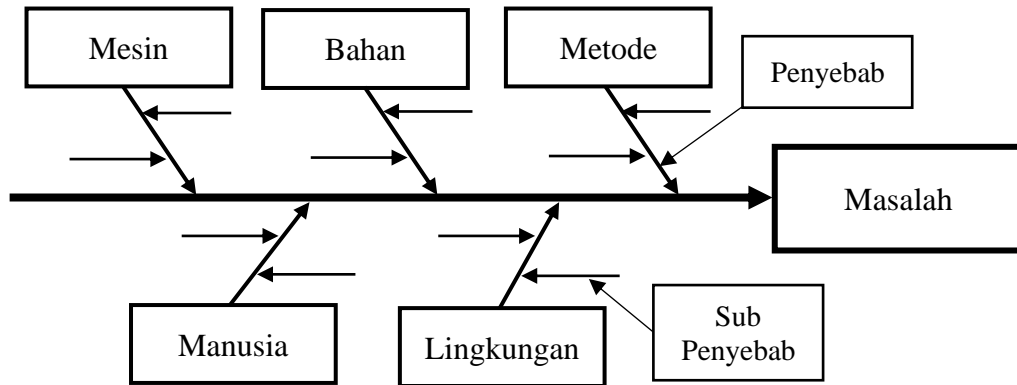 Mesin
Bahan
Metode
Penyebab
Masalah
Manusia
Lingkungan
Sub
Penyebab